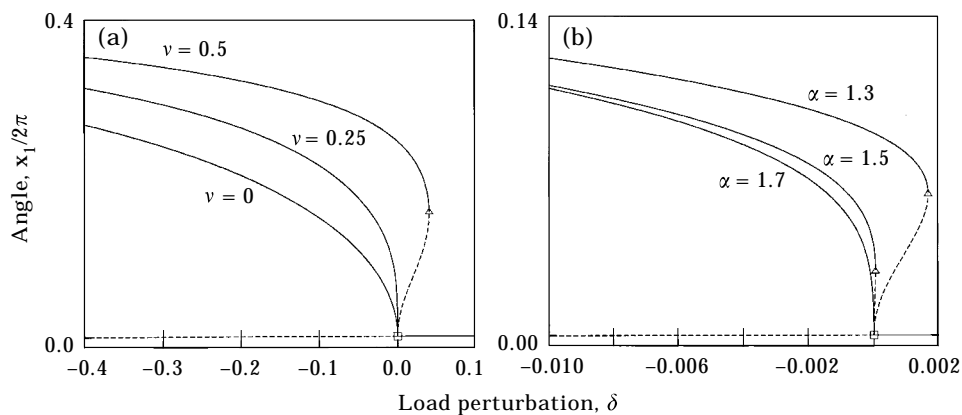 0.4
(a)
ν = 0.5
ν = 0.25
ν = 0
0.0
−0.4
−0.3
−0.2
−0.1
0.0
0.1
Angle, x₁/2π
0.14
(b)
α = 1.3
α = 1.5
α = 1.7
0.00
−0.010
−0.006
−0.002
0.002
Load perturbation, δ